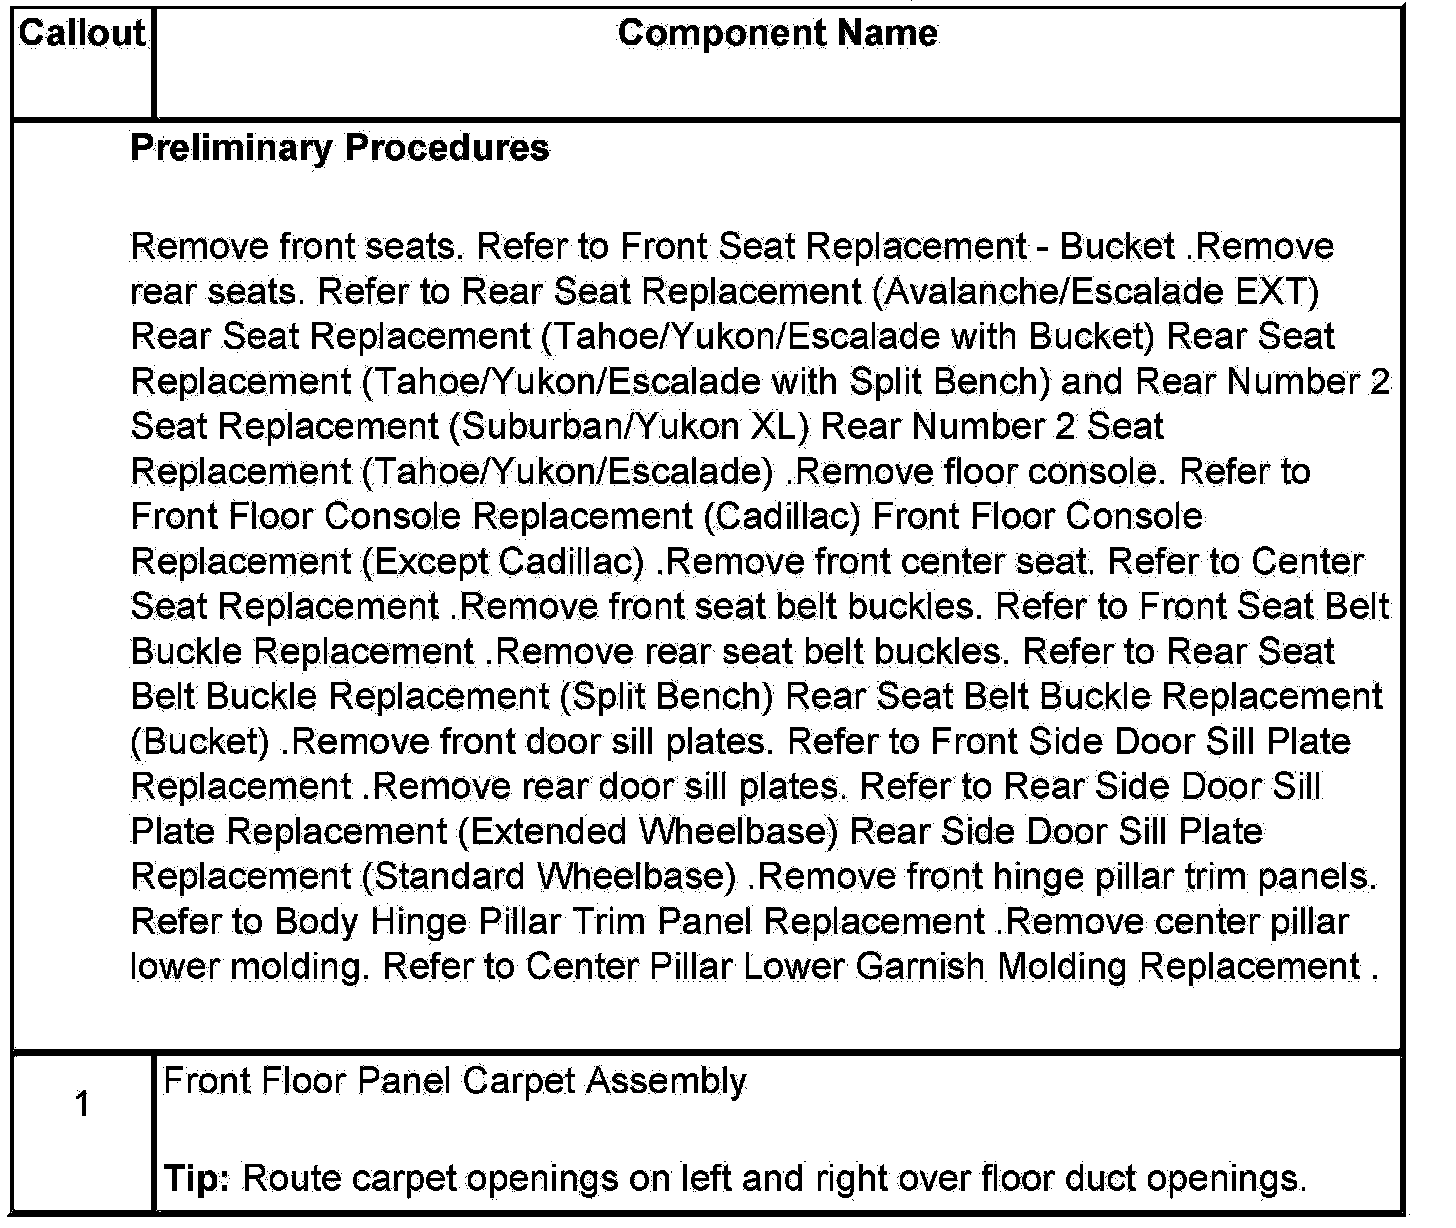 Callout Component Name
Preliminary Procedures
Remove front seats. Refer to Front Seat Replacement - Bucket .Remove
rear seats. Refer to Rear Seat Replacement (Avalanche/Escalade EXT)
Rear Seat Replacement (Tahoe/Yukon/Escalade with Bucket) Rear Seat
Replacement (Tahoe/Yukon/Escalade with Split Bench) and Rear Number 2
Seat Replacement (Suburban/Yukon XL) Rear Number 2 Seat
Replacement (Tahoe/Yukon/Escalade) .Remove floor console. Refer to
Front Floor Console Replacement (Cadillac) Front Floor Console
Replacement (Except Cadillac) .Remove front center seat. Refer to Center
Seat Replacement .Remove front seat belt buckles. Refer to Front Seat Belt
Buckle Replacement .Remove rear seat belt buckles. Refer to Rear Seat
Belt Buckle Replacement (Split Bench) Rear Seat Belt Buckle Replacement
(Bucket) .Remove front door sill plates. Refer to Front Side Door Sill Plate
Replacement .Remove rear door sill plates. Refer to Rear Side Door Sill
Plate Replacement (Extended Wheelbase) Rear Side Door Sill Plate
Replacement (Standard Wheelbase) .Remove front hinge pillar trim panels.
Refer to Body Hinge Pillar Trim Panel Replacement .Remove center pillar
lower molding. Refer to Center Pillar Lower Garnish Molding Replacement .
1 Front Floor Panel Carpet Assembly
Tip: Route carpet openings on left and right over floor duct openings.